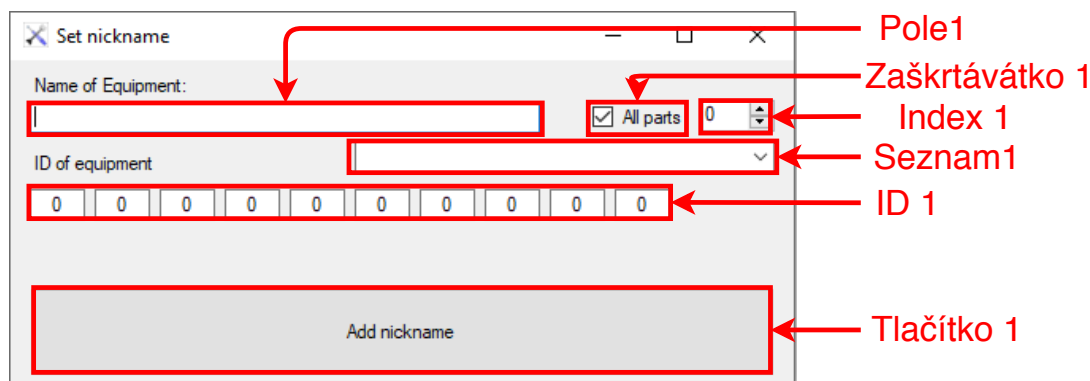 Set nickname
Pole1
Name of Equipment:
Zaškrtávátko 1
All parts
0
Index 1
ID of equipment
Seznam1
0 0 0 0 0 0 0 0 0 0
ID 1
Add nickname
Tlačítko 1